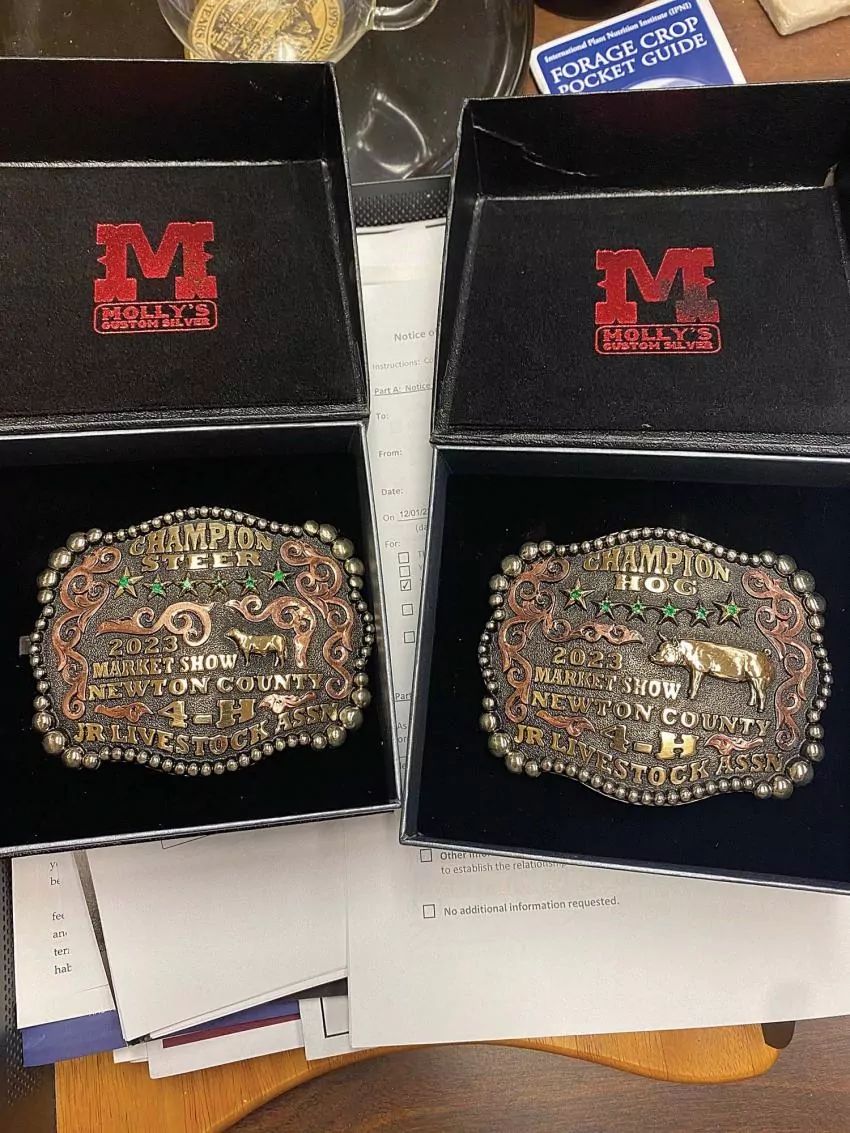 International Plant Nutrition Institute (IPNI)
FORAGE CROP
POCKET GUIDE
M
MOLLY'S
CUSTOM SILVER
M
MOLLY'S
CUSTOM SILVER
Notice
Instructions:
Part A: Notice
To:
From:
Date:
On 12/01/2
For:
Part
CHAMPION
STEER
2023
MARKET SHOW
NEWTON COUNTY
4-H
JR LIVESTOCK ASSN
CHAMPION
HOG
2023
MARKET SHOW
NEWTON COUNTY
4-H
JR LIVESTOCK ASSN
Other
to establish the
No additional information requested.